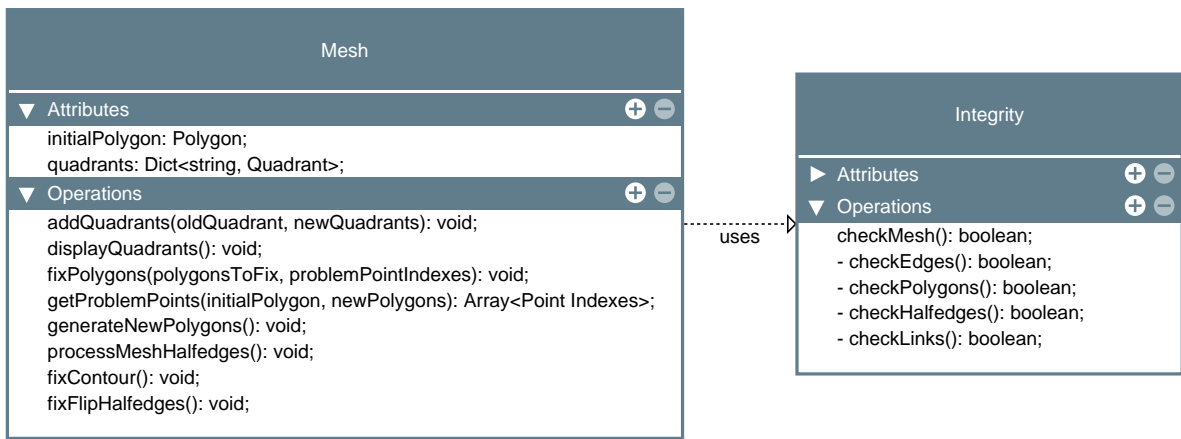 Mesh
Attributes
initialPolygon: Polygon;
quadrants: Dict<string, Quadrant>;
Operations
addQuadrants(oldQuadrant, newQuadrants): void;
displayQuadrants(): void;
fixPolygons(polygonsToFix, problemPointIndexes): void;
getProblemPoints(initialPolygon, newPolygons): Array<Point Indexes>;
generateNewPolygons(): void;
processMeshHalfedges(): void;
fixContour(): void;
fixFlipHalfedges(): void;
uses
Integrity
Attributes
Operations
checkMesh(): boolean;
- checkEdges(): boolean;
- checkPolygons(): boolean;
- checkHalfedges(): boolean;
- checkLinks(): boolean;